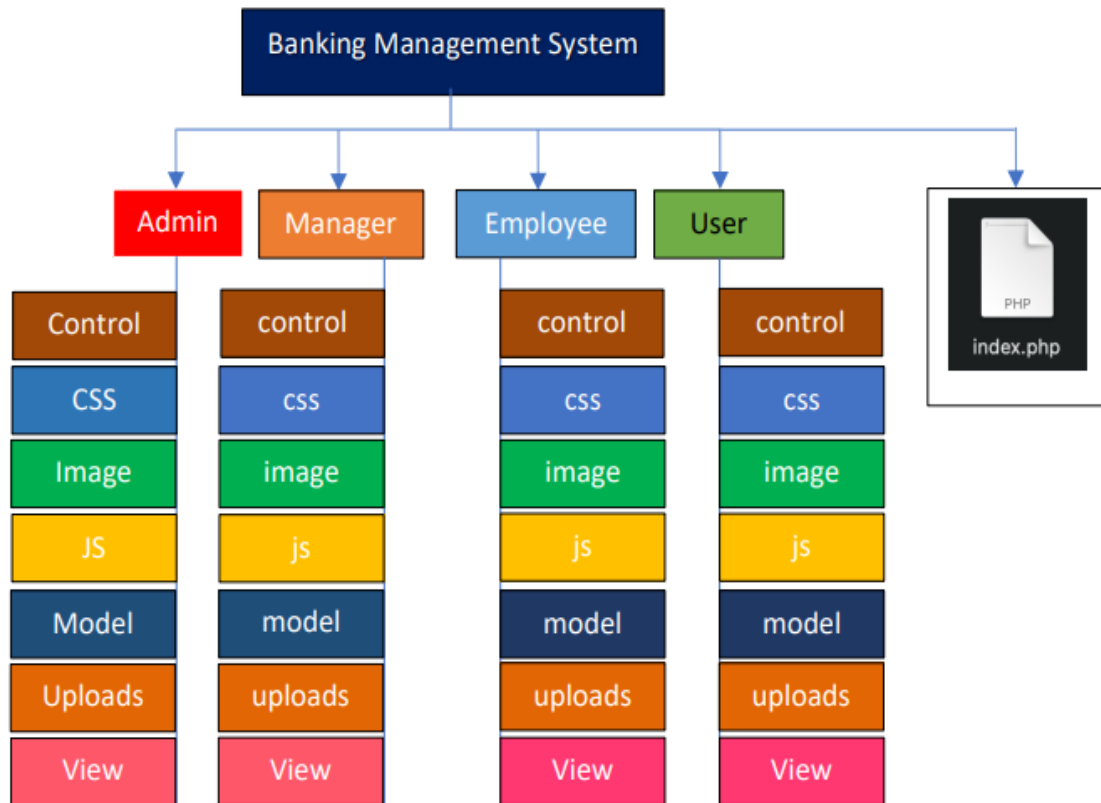 Banking Management System
Admin
Manager
Employee
User
PHP
index.php
Control
control
control
control
CSS
css
css
css
Image
image
image
image
JS
js
js
js
Model
model
model
model
Uploads
uploads
uploads
uploads
View
View
View
View